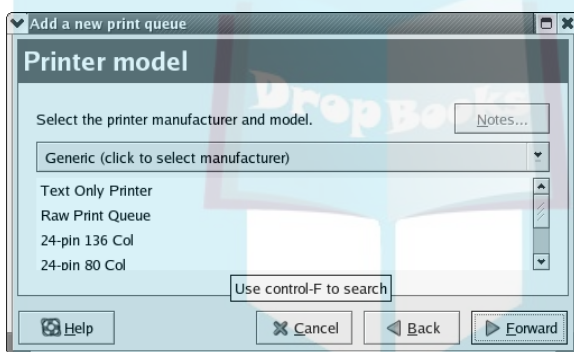 Add a new print queue
Printer model
DropBooks
Select the printer manufacturer and model.
Notes...
Generic (click to select manufacturer)
Text Only Printer
Raw Print Queue
24-pin 136 Col
24-pin 80 Col
Use control-F to search
Help
Cancel
Back
Forward